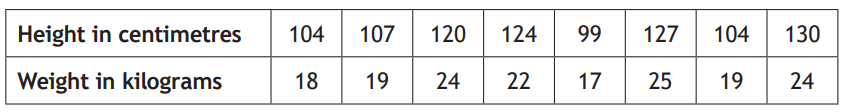 Height in centimetres 104 107 120 124 99 127 104 130
Weight in kilograms 18 19 24 22 17 25 19 24